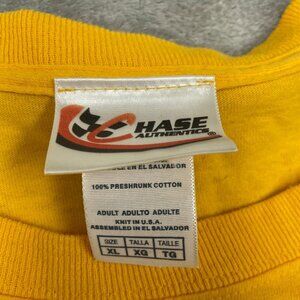 CHASE
AUTHENTICS®
EN EL SALVADOR
100% PRESHRUNK COTTON
ADULT ADULTO ADULTE
KNIT IN U.S.A.
ASSEMBLED IN EL SALVADOR
SIZE TALLA TAILLE
XL XG TG